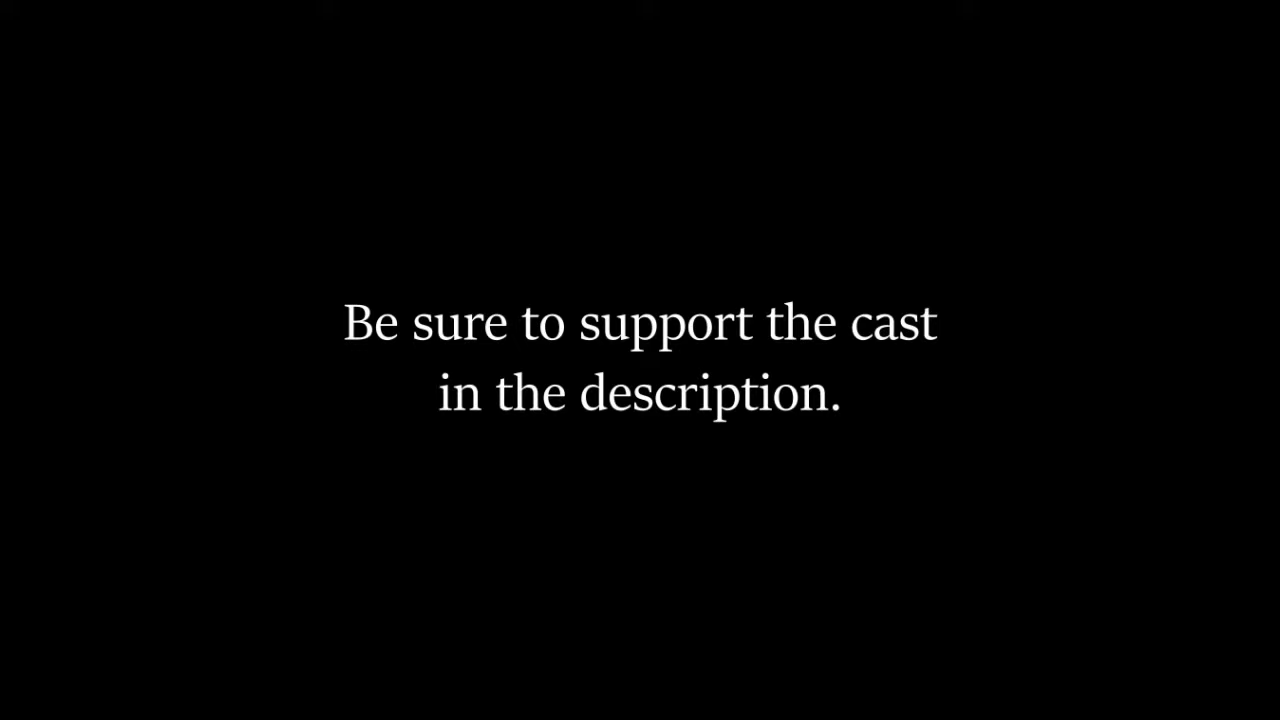 Be sure to support the cast
in the description.